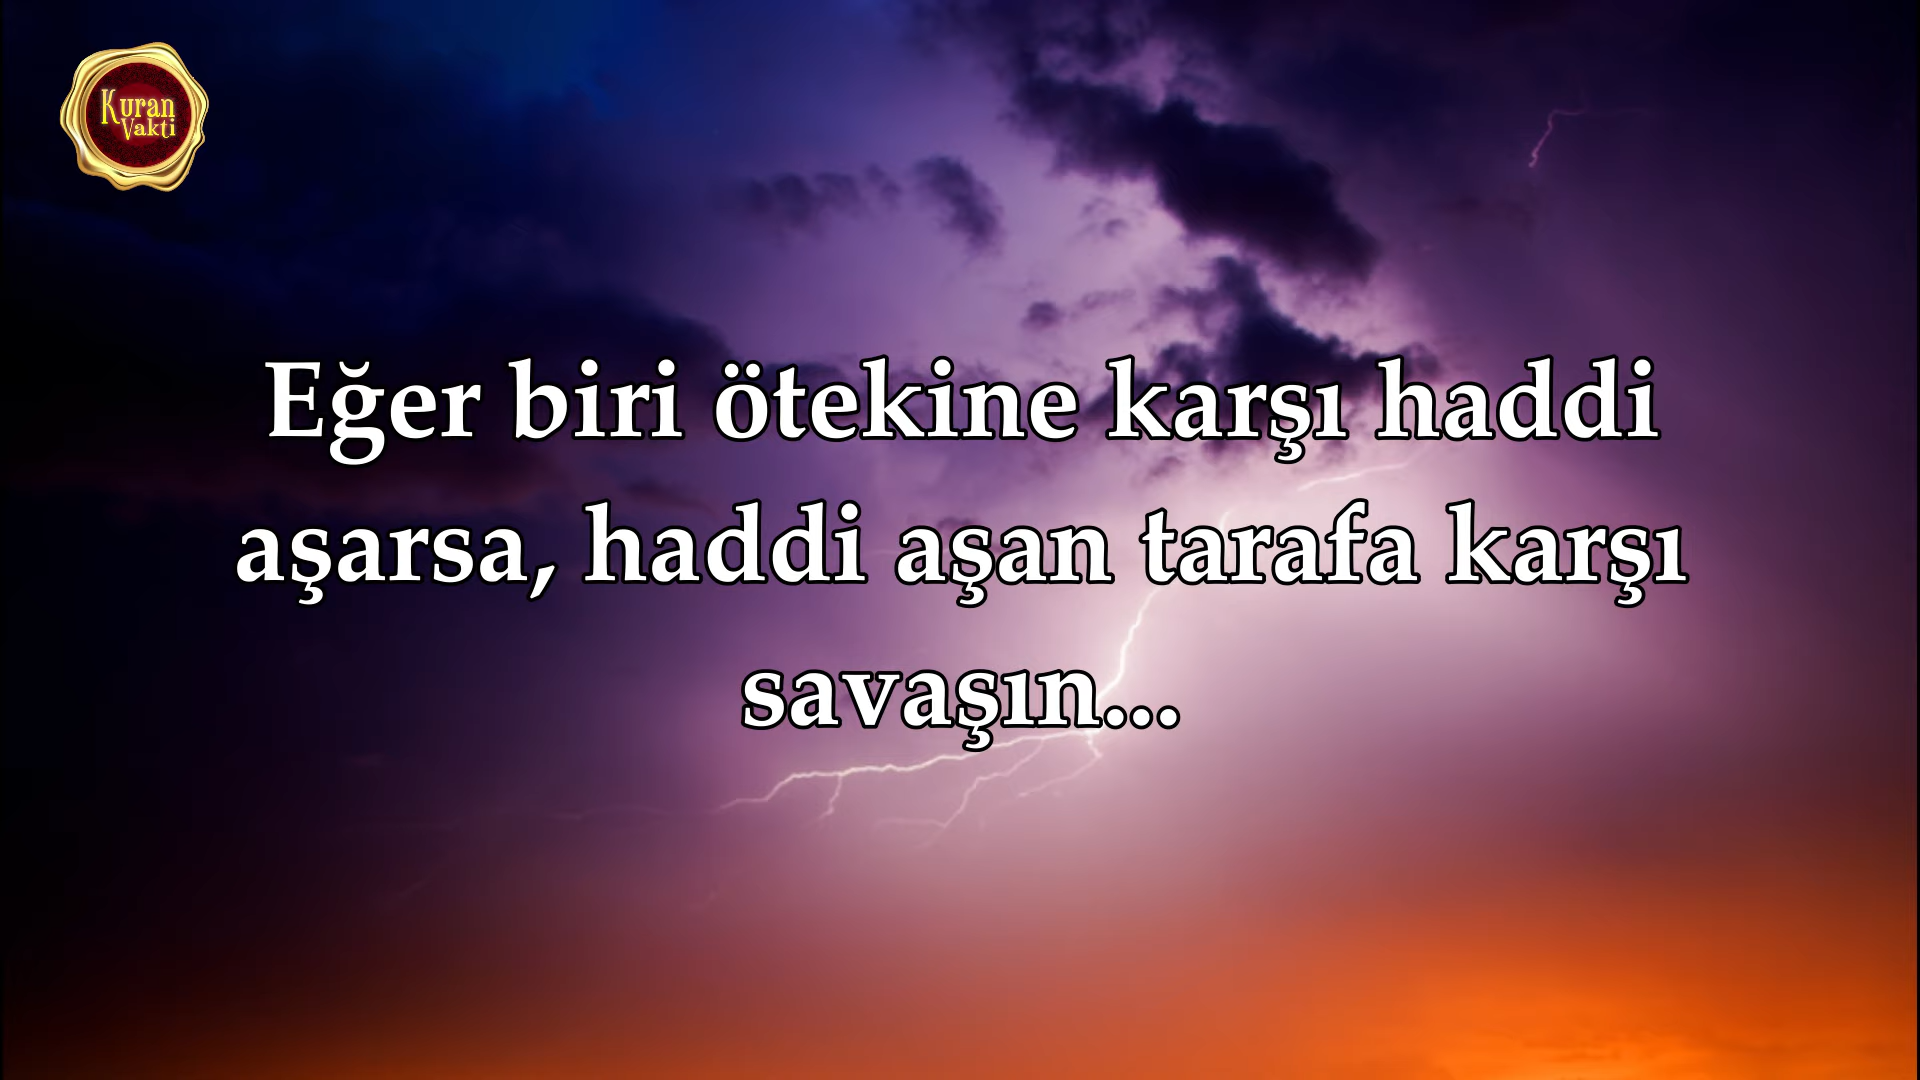 Kuran
Vakti
Eğer biri ötekine karşı haddi
aşarsa, haddi aşan tarafa karşı
savaşın...